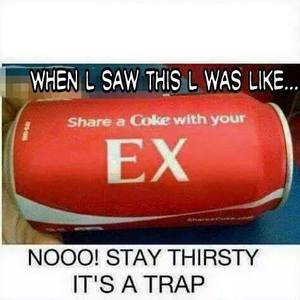 WHEN L SAW THIS L WAS LIKE...
Share a Coke with your
EX
NOOO! STAY THIRSTY
IT'S A TRAP